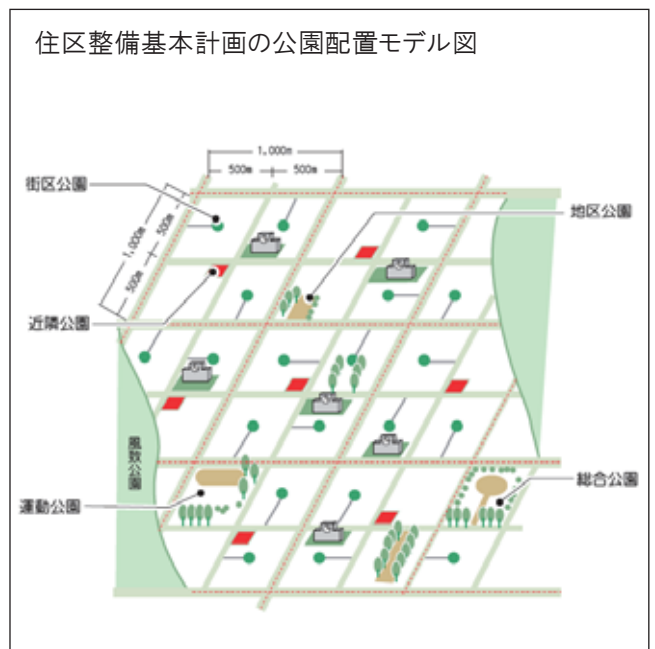 住区整備基本計画の公園配置モデル図
1,000m
500m
500m
街区公園
地区公園
1,000m
500m
500m
近隣公園
風致公園
運動公園
総合公園